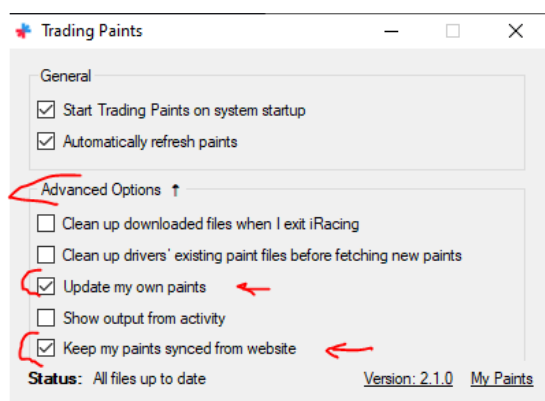 Trading Paints
General
Start Trading Paints on system startup
Automatically refresh paints
Advanced Options ↑
Clean up downloaded files when I exit iRacing
Clean up drivers' existing paint files before fetching new paints
Update my own paints
Show output from activity
Keep my paints synced from website
Status: All files up to date Version: 2.1.0 My Paints